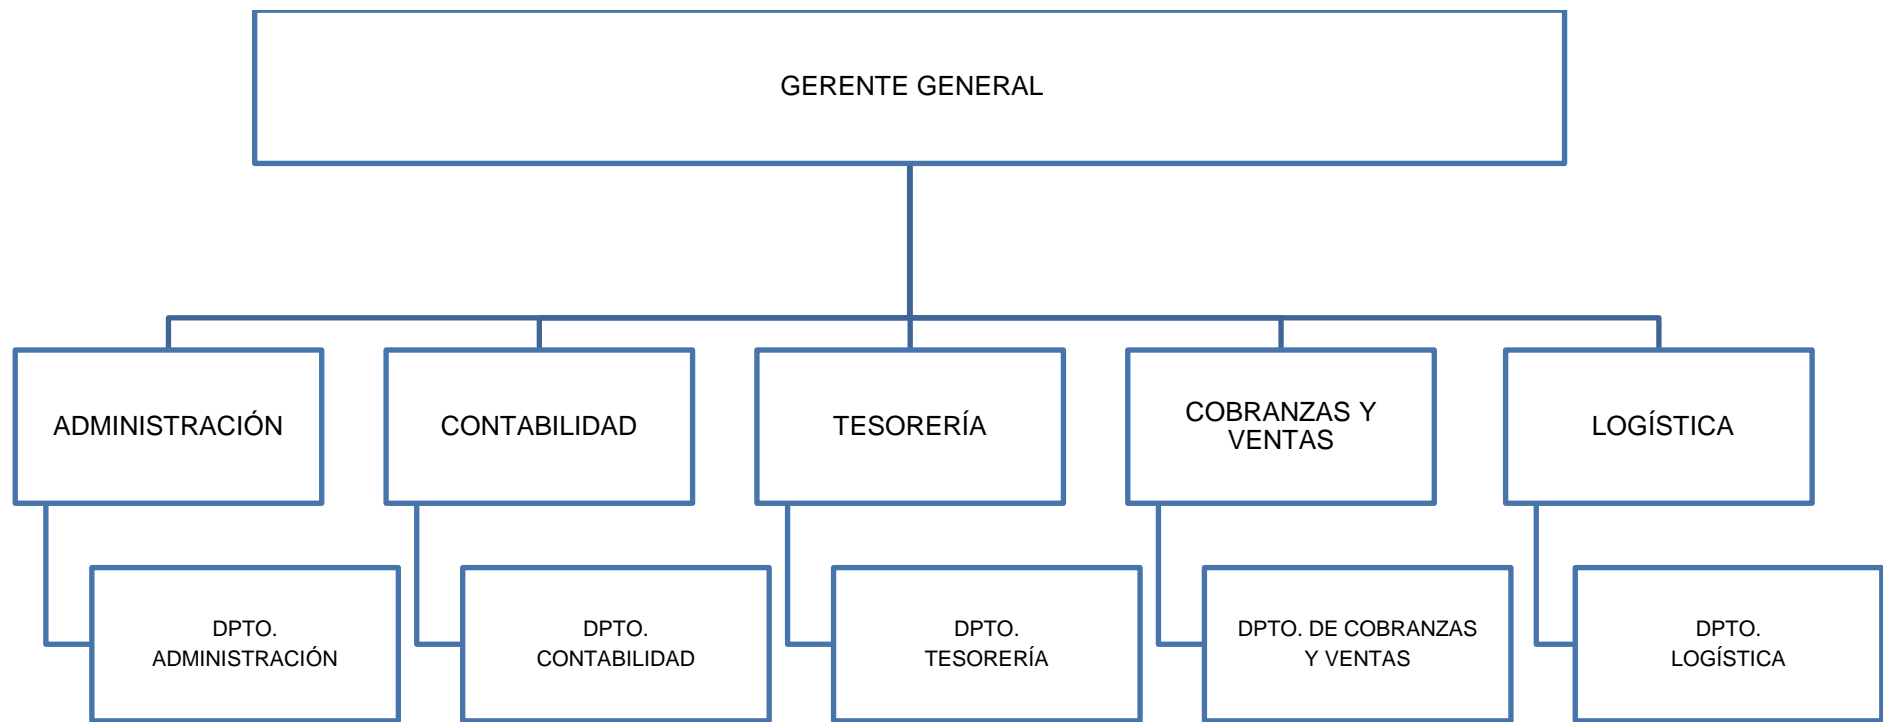 GERENTE GENERAL
ADMINISTRACIÓN
CONTABILIDAD
TESORERÍA
COBRANZAS Y
VENTAS
LOGÍSTICA
DPTO.
ADMINISTRACIÓN
DPTO.
CONTABILIDAD
DPTO.
TESORERÍA
DPTO. DE COBRANZAS
Y VENTAS
DPTO.
LOGÍSTICA